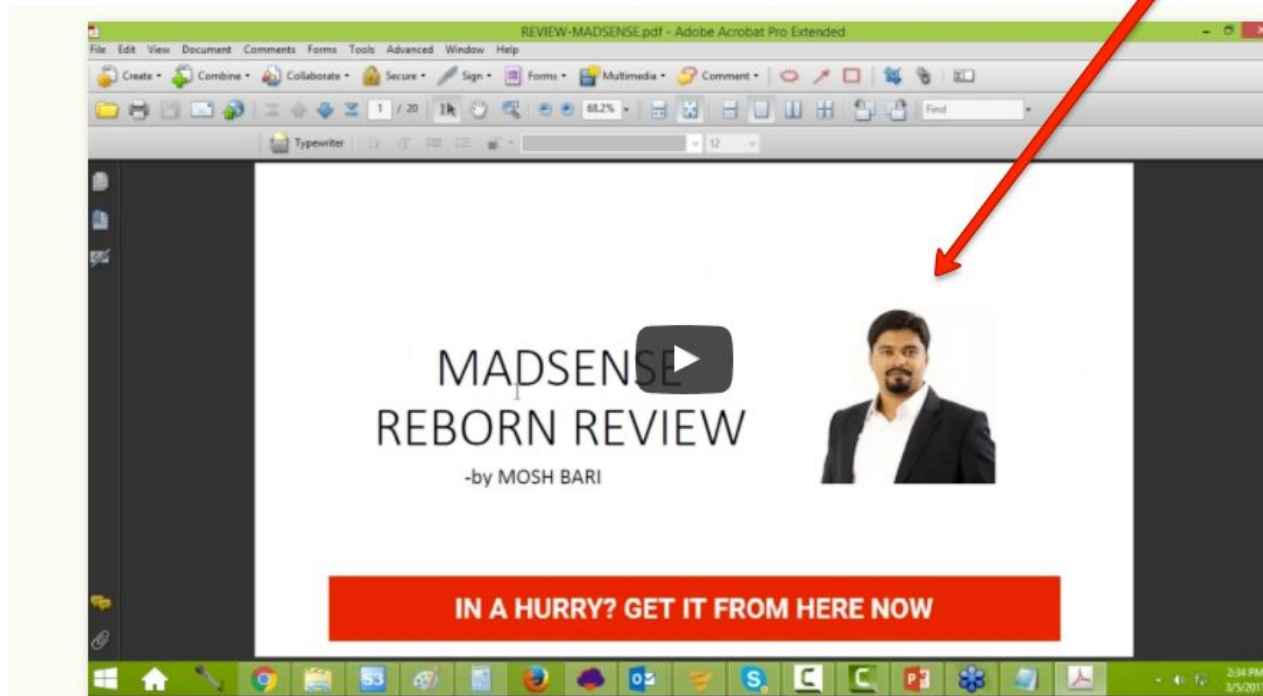 REVIEW-MADSENSE.pdf - Adobe Acrobat Pro Extended
File Edit View Document Comments Forms Tools Advanced Window Help
Create Combine Collaborate Secure Sign Forms Multimedia Comment
1 / 20 68.2% Find
Typewriter 12
MADSENSE
REBORN REVIEW
-by MOSH BARI
IN A HURRY? GET IT FROM HERE NOW
53
2:34 PM